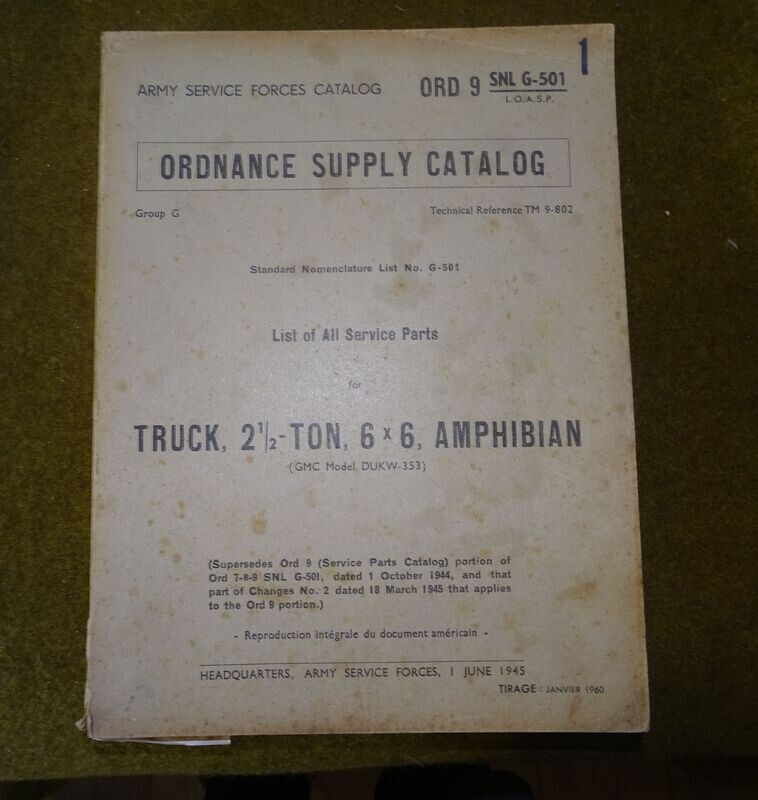 1
ARMY SERVICE FORCES CATALOG ORD 9 SNL G-501
L.O.A.S.P.
ORDNANCE SUPPLY CATALOG
Group G Technical Reference TM 9-802
Standard Nomenclature List No. G-501
List of All Service Parts
for
TRUCK, 2 1/2-TON, 6 x 6, AMPHIBIAN
(GMC Model DUKW-353)
(Supersedes Ord 9 (Service Parts Catalog) portion of
Ord 7-8-9 SNL G-501, dated 1 October 1944, and that
part of Changes No. 2 dated 18 March 1945 that applies
to the Ord 9 portion.)
- Reproduction intégrale du document américain -
HEADQUARTERS, ARMY SERVICE FORCES, 1 JUNE 1945
TIRAGE : JANVIER 1960